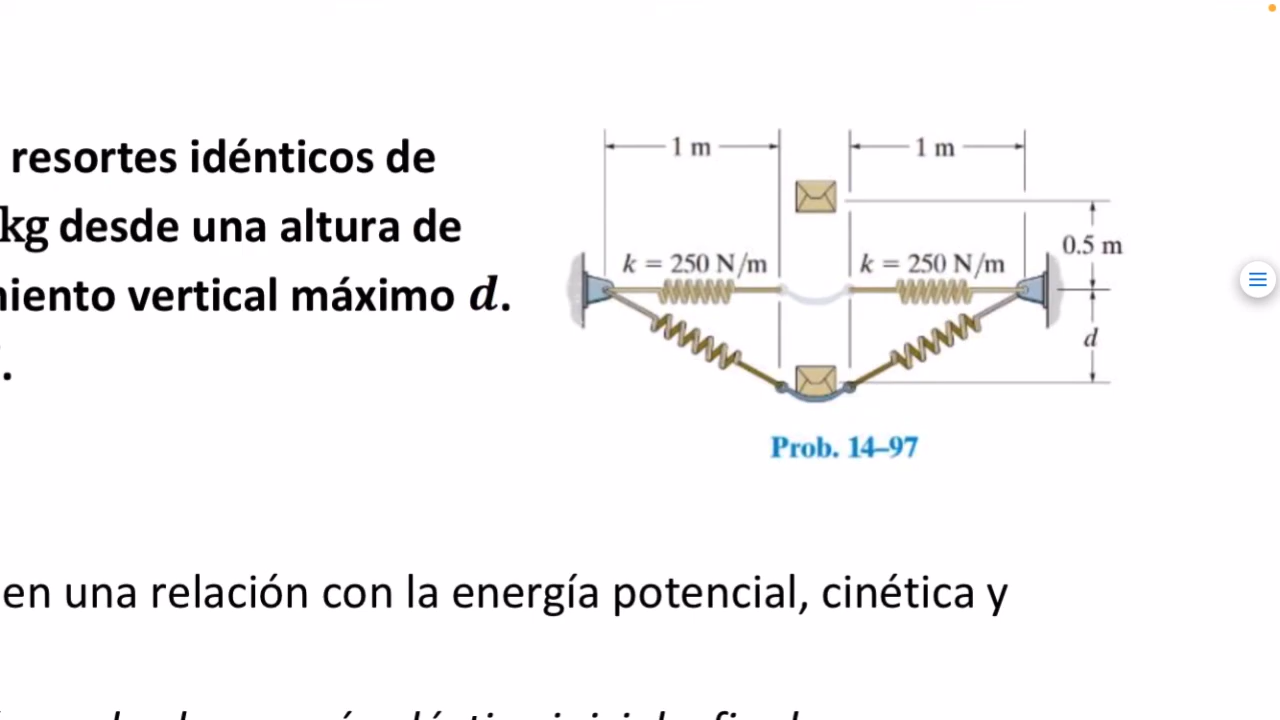 resortes idénticos de
kg desde una altura de
iento vertical máximo d.
.
1 m
1 m
k = 250 N/m
k = 250 N/m
0.5 m
d
Prob. 14–97
en una relación con la energía potencial, cinética y